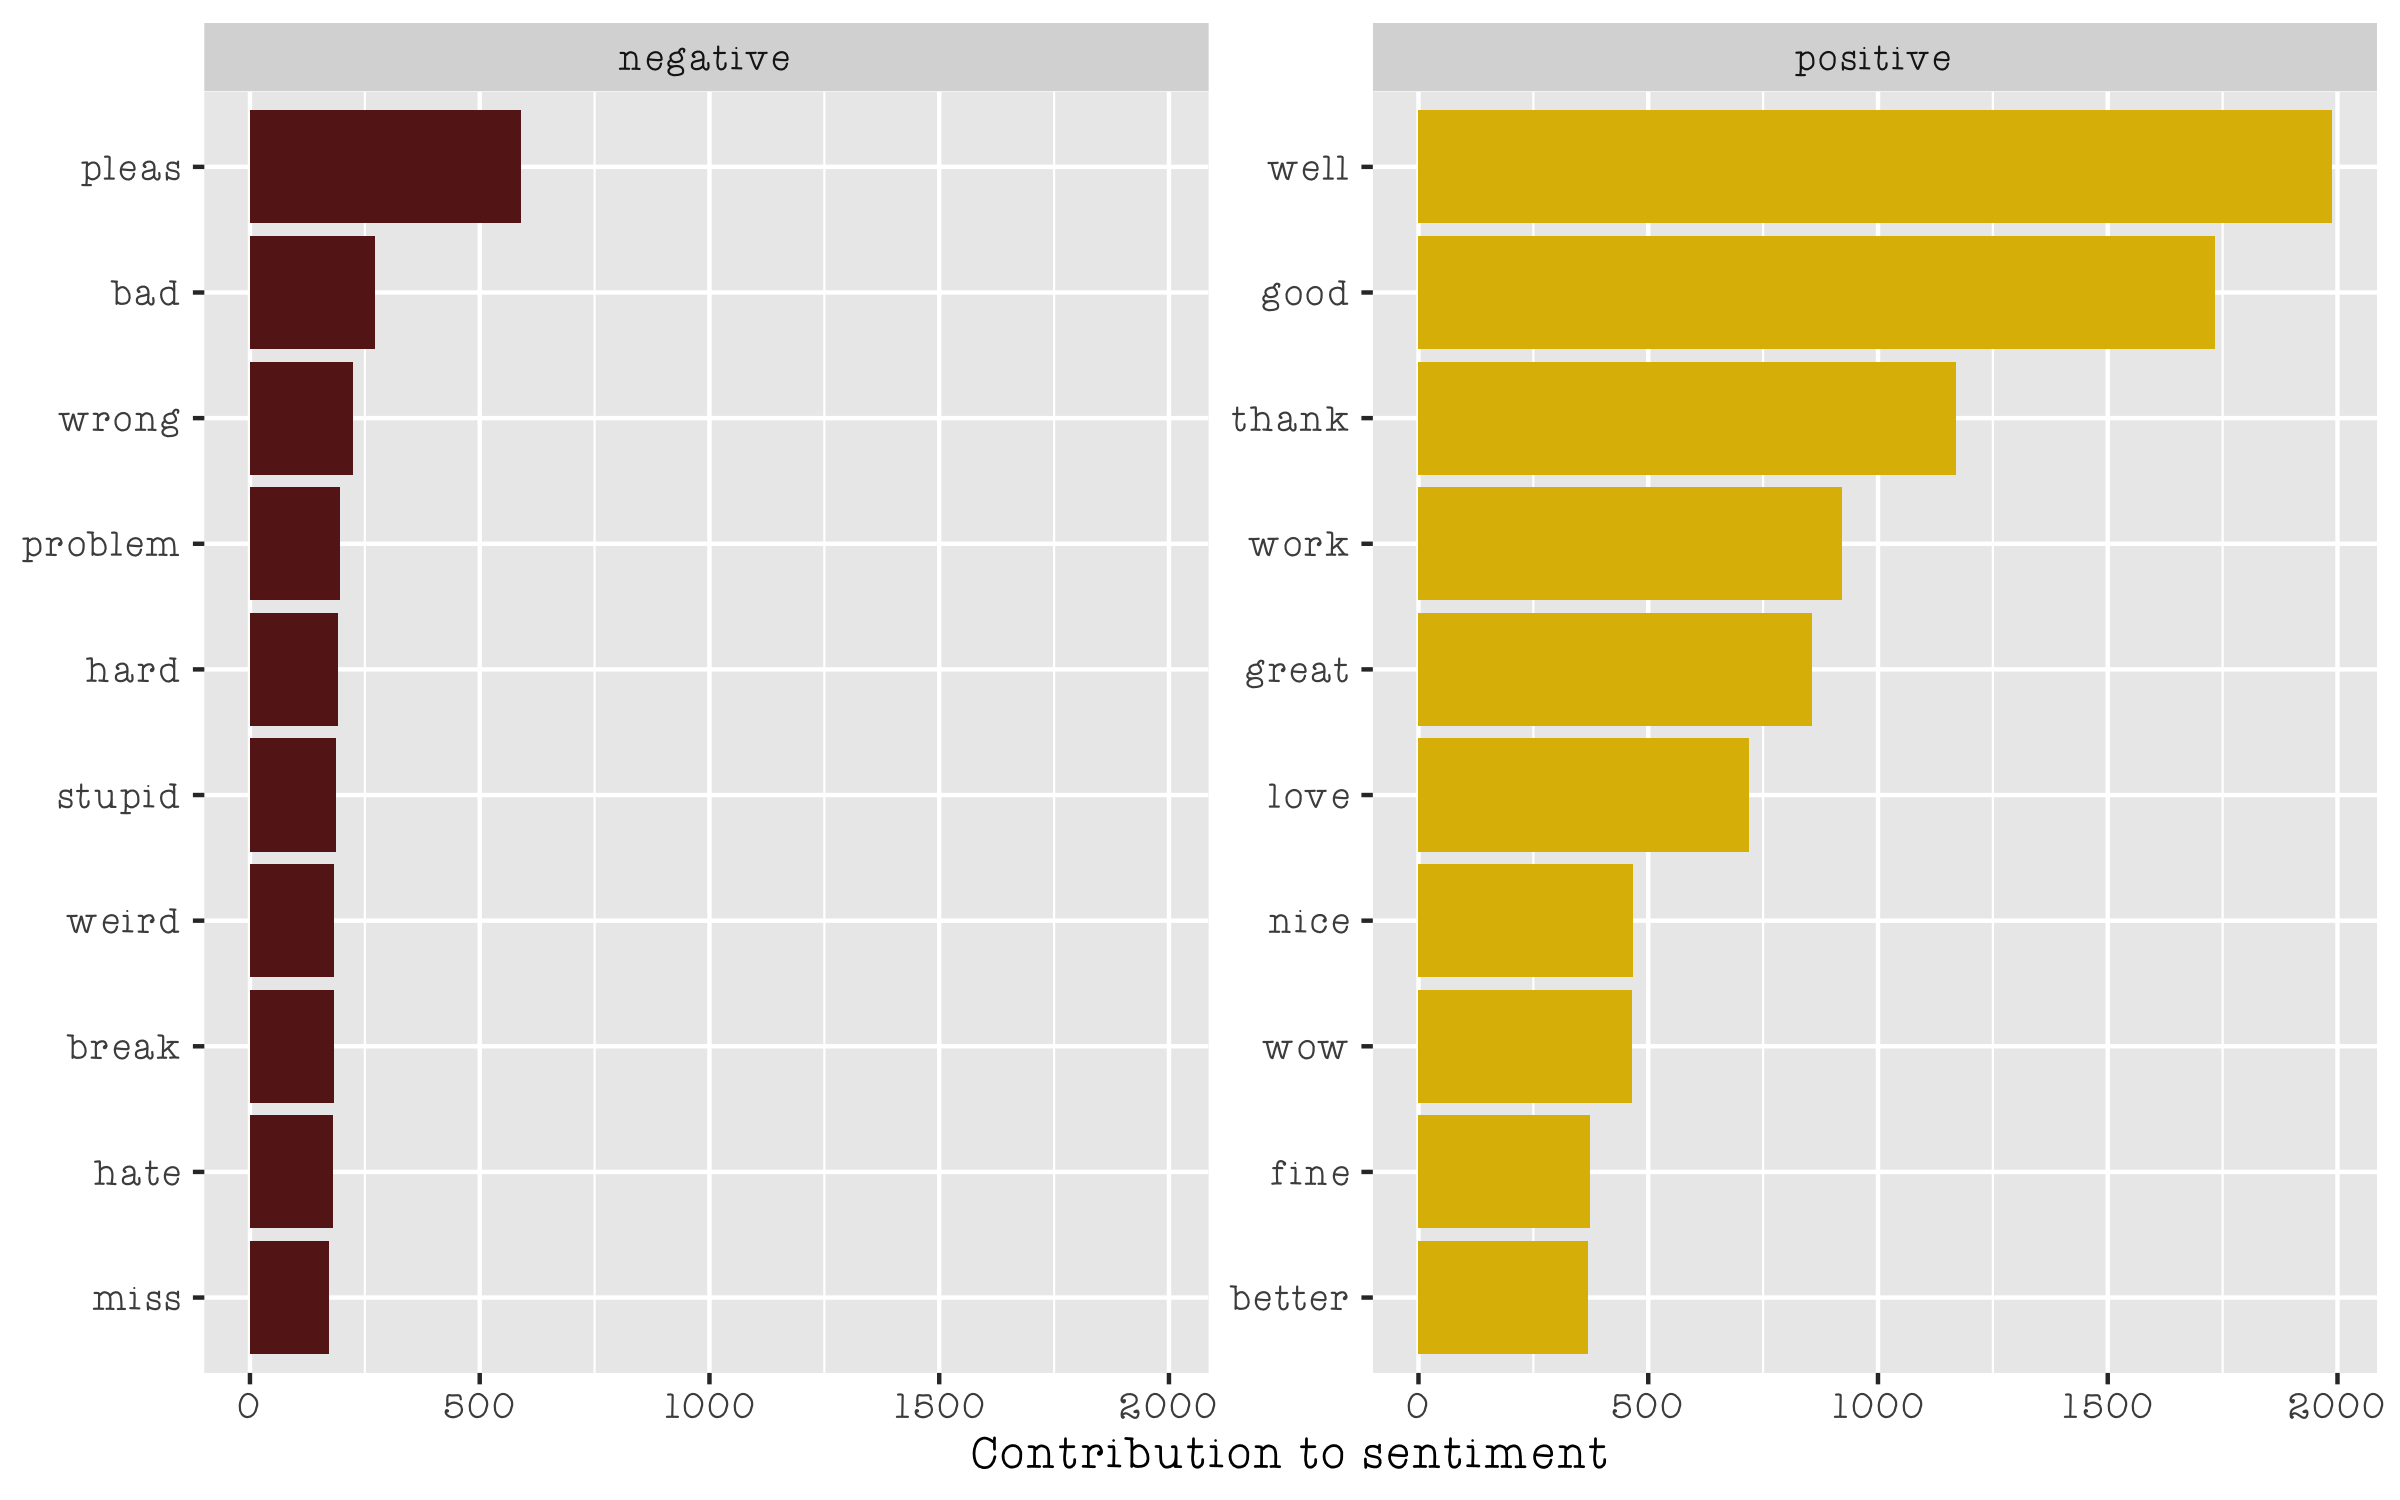 negative
pleas
bad
wrong
problem
hard
stupid
weird
break
hate
miss
0 500 1000 1500 2000
positive
well
good
thank
work
great
love
nice
wow
fine
better
0 500 1000 1500 2000
Contribution to sentiment